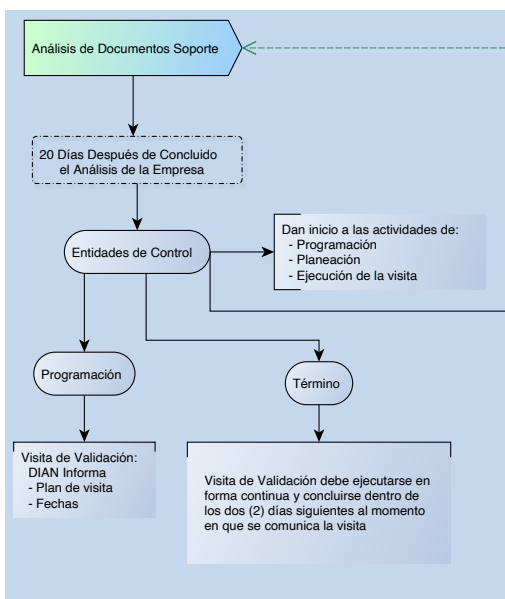 Análisis de Documentos Soporte
20 Días Después de Concluido
el Análisis de la Empresa
Entidades de Control
Dan inicio a las actividades de:
- Programación
- Planeación
- Ejecución de la visita
Programación
Término
Visita de Validación:
DIAN Informa
- Plan de visita
- Fechas
Visita de Validación debe ejecutarse en
forma continua y concluirse dentro de
los dos (2) días siguientes al momento
en que se comunica la visita